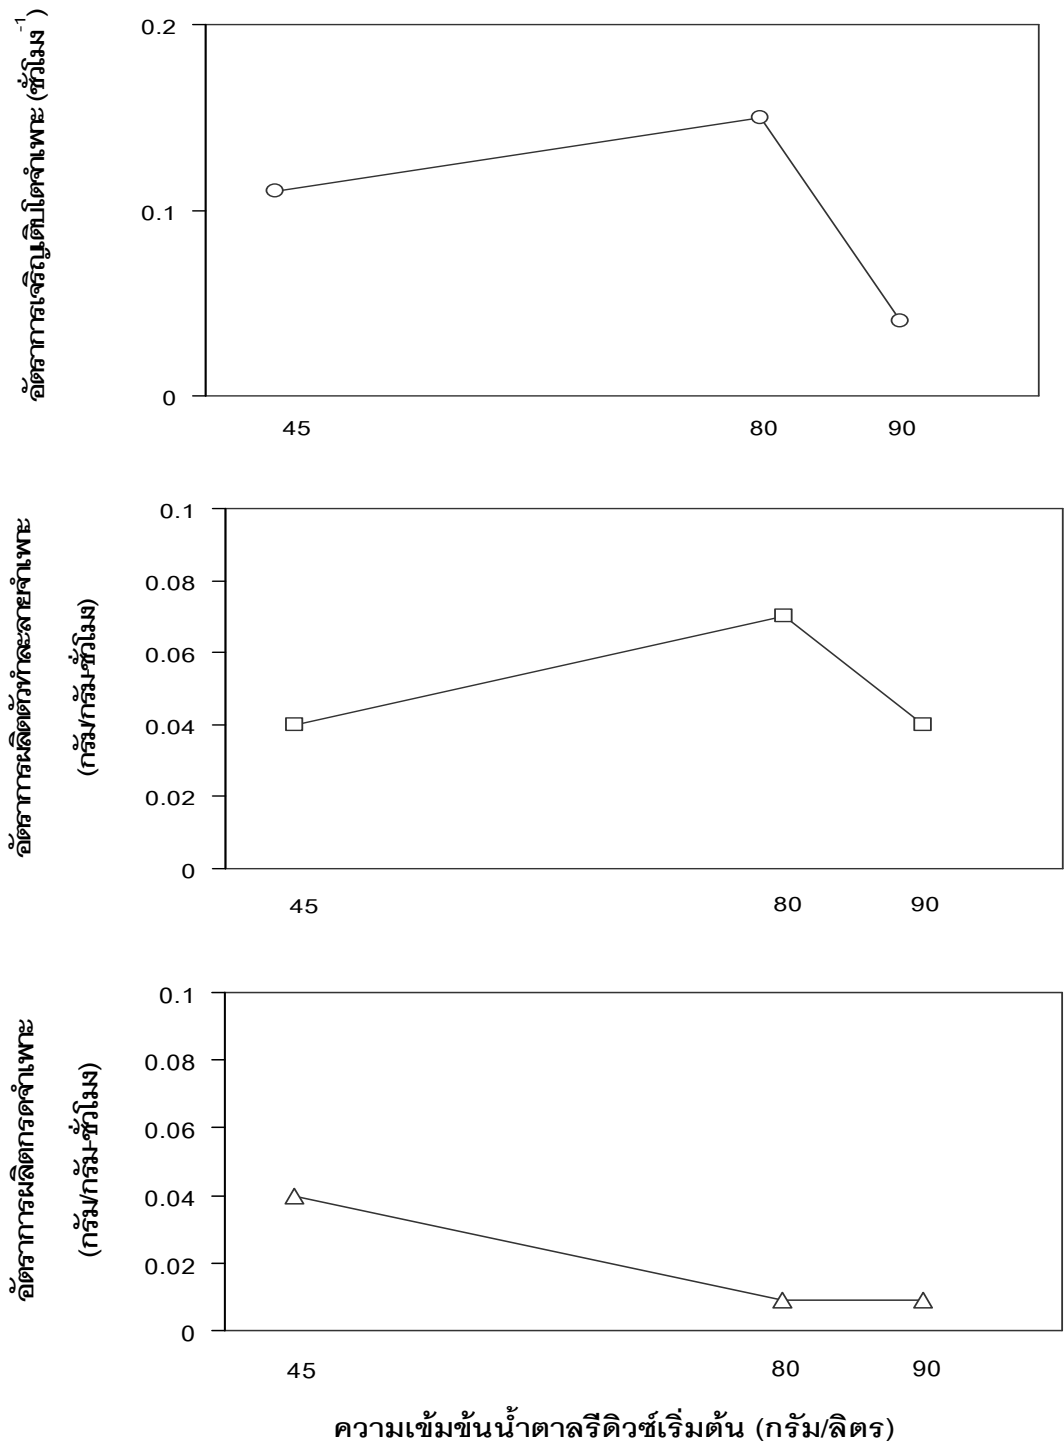 อัตราการเจริญเติบโตจำเพาะ (ชั่วโมง⁻¹)
0.2
0.1
0
45 80 90
อัตราการผลิตตัวทำละลายจำเพาะ
(กรัม/กรัม-ชั่วโมง)
0.1
0.08
0.06
0.04
0.02
0
45 80 90
อัตราการผลิตกรดจำเพาะ
(กรัม/กรัม-ชั่วโมง)
0.1
0.08
0.06
0.04
0.02
0
45 80 90
ความเข้มข้นน้ำตาลรีดิวซ์เริ่มต้น (กรัม/ลิตร)